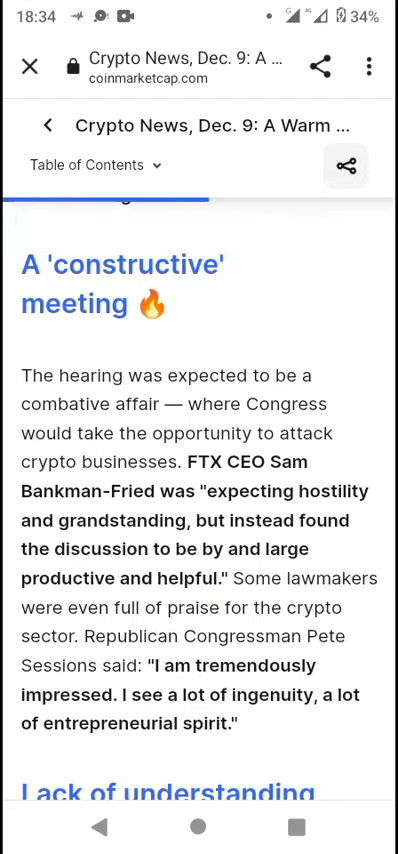 18:34
34%
Crypto News, Dec. 9: A ...
coinmarketcap.com
Crypto News, Dec. 9: A Warm ...
Table of Contents
A 'constructive'
meeting 🔥
The hearing was expected to be a
combative affair — where Congress
would take the opportunity to attack
crypto businesses. FTX CEO Sam
Bankman-Fried was "expecting hostility
and grandstanding, but instead found
the discussion to be by and large
productive and helpful." Some lawmakers
were even full of praise for the crypto
sector. Republican Congressman Pete
Sessions said: "I am tremendously
impressed. I see a lot of ingenuity, a lot
of entrepreneurial spirit."
Lack of understanding